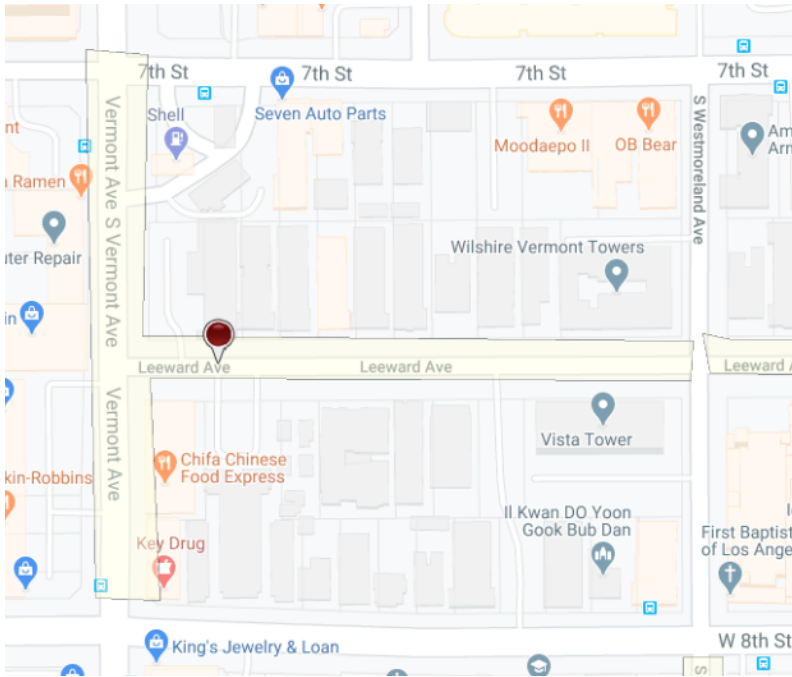 7th St
7th St
7th St
7th St
Shell
Seven Auto Parts
Moodaepo II
OB Bear
Vermont Ave
S Westmoreland Ave
Ramen
S Vermont Ave
Wilshire Vermont Towers
Repair
Leeward Ave
Leeward Ave
Leeward
Vermont Ave
Vista Tower
Chifa Chinese
Food Express
kin-Robbins
Il Kwan DO Yoon
Gook Bub Dan
First Baptist
of Los Ange
Key Drug
W 8th St
King's Jewelry & Loan
S